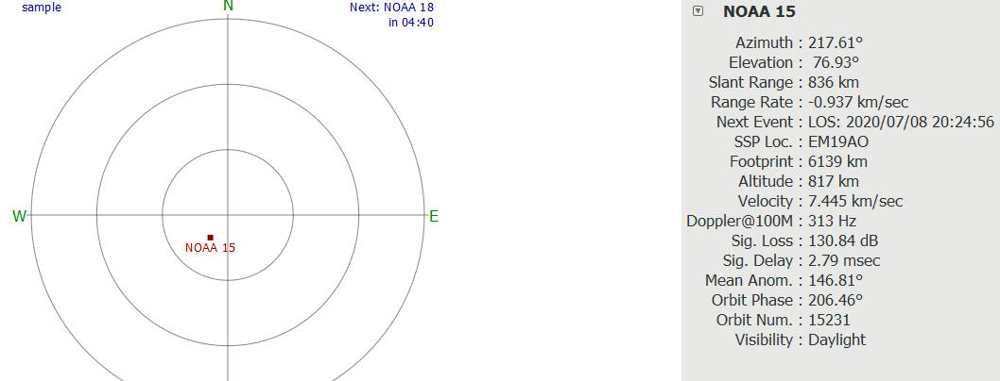 sample
N
Next: NOAA 18
in 04:40
W
E
NOAA 15
NOAA 15
Azimuth : 217.61°
Elevation : 76.93°
Slant Range : 836 km
Range Rate : -0.937 km/sec
Next Event : LOS: 2020/07/08 20:24:56
SSP Loc. : EM19AO
Footprint : 6139 km
Altitude : 817 km
Velocity : 7.445 km/sec
Doppler@100M : 313 Hz
Sig. Loss : 130.84 dB
Sig. Delay : 2.79 msec
Mean Anom. : 146.81°
Orbit Phase : 206.46°
Orbit Num. : 15231
Visibility : Daylight